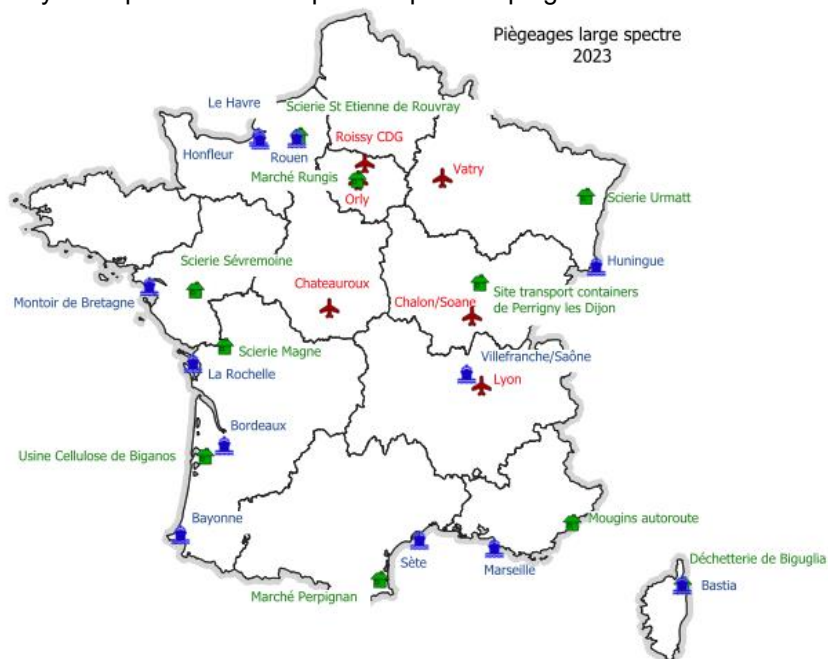 Piègeages large spectre
2023
Le Havre
Scierie St Etienne de Rouvray
Roissy CDG
Honfleur
Rouen
Marché Rungis
Vatry
Orly
Scierie Urmatt
Scierie Sévremoine
Huningue
Chateauroux
Site transport containers
de Perrigny les Dijon
Montoir de Bretagne
Chalon/Soane
Scierie Magne
Villefranche/Saône
La Rochelle
Lyon
Bordeaux
Usine Cellulose de Biganos
Bayonne
Mougins autoroute
Sète
Marseille
Déchetterie de Biguglia
Bastia
Marché Perpignan